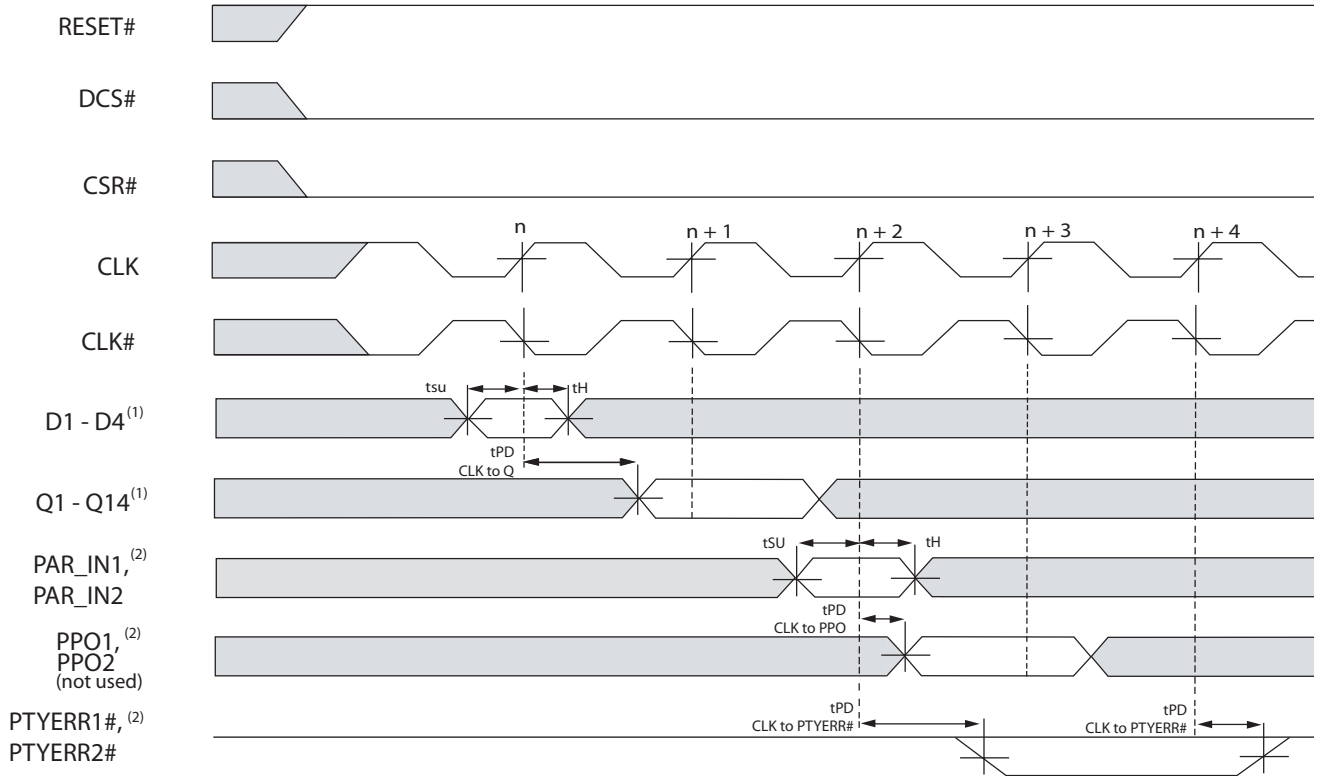 RESET#
DCS#
CSR#
n
n + 1
n + 2
n + 3
n + 4
CLK
CLK#
tsu
tH
D1 - D4(1)
tPD
CLK to Q
Q1 - Q14(1)
tSU
tH
PAR_IN1, (2)
PAR_IN2
tPD
CLK to PPO
PPO1, (2)
PPO2
(not used)
tPD
CLK to PTYERR#
tPD
CLK to PTYERR#
PTYERR1#, (2)
PTYERR2#